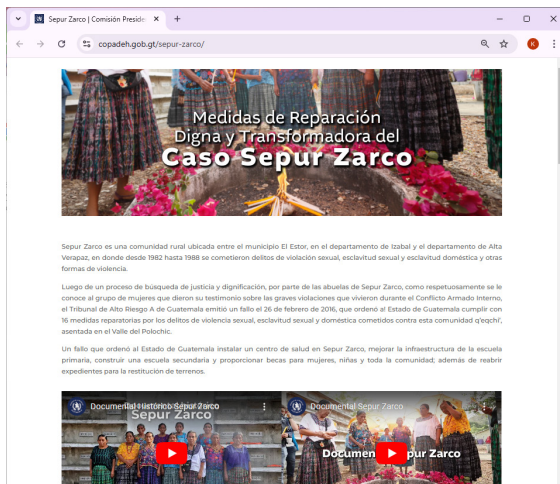 Sepur Zarco | Comisión Presiden
copadeh.gob.gt/sepur-zarco/
K
Medidas de Reparación
Digna y Transformadora del
Caso Sepur Zarco
Sepur Zarco es una comunidad rural ubicada entre el municipio El Estor, en el departamento de Izabal y el departamento de Alta
Verapaz, en donde desde 1982 hasta 1988 se cometieron delitos de violación sexual, esclavitud sexual y esclavitud doméstica y otras
formas de violencia.
Luego de un proceso de búsqueda de justicia y dignificación, por parte de las abuelas de Sepur Zarco, como respetuosamente se le
conoce al grupo de mujeres que dieron su testimonio sobre las graves violaciones que vivieron durante el Conflicto Armado Interno,
el Tribunal de Alto Riesgo A de Guatemala emitió un fallo el 26 de febrero de 2016, que ordenó al Estado de Guatemala cumplir con
16 medidas reparatorias por los delitos de violencia sexual, esclavitud sexual y doméstica cometidos contra esta comunidad q'eqchi',
asentada en el Valle del Polochic.
Un fallo que ordenó al Estado de Guatemala instalar un centro de salud en Sepur Zarco, mejorar la infraestructura de la escuela
primaria, construir una escuela secundaria y proporcionar becas para mujeres, niñas y toda la comunidad; además de reabrir
expedientes para la restitución de terrenos.
Documental Histórico Sepur Zarco
Sepur Zarco
Documental Sepur Zarco
Documen pur Zarco